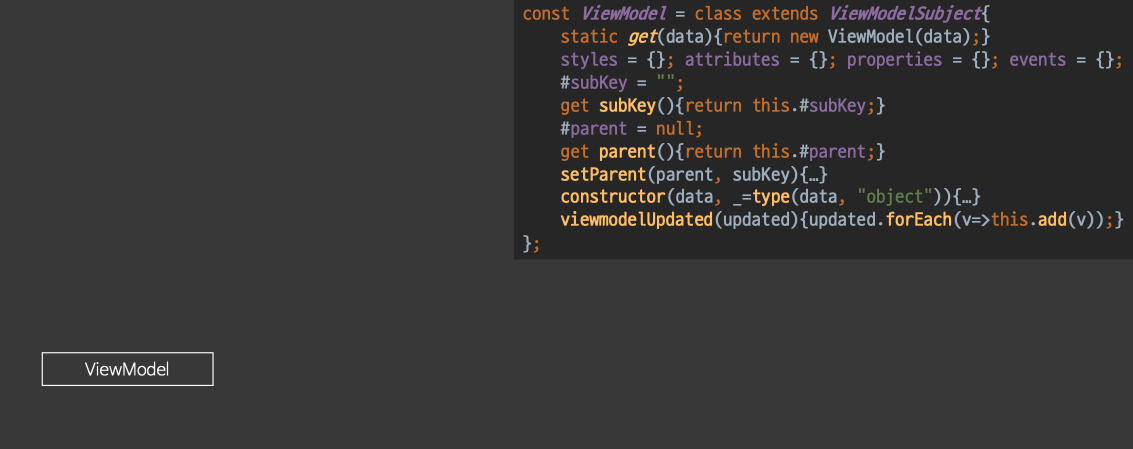 const ViewModel = class extends ViewModelSubject{
    static get(data){return new ViewModel(data);}
    styles = {}; attributes = {}; properties = {}; events = {};
    #subKey = "";
    get subKey(){return this.#subKey;}
    #parent = null;
    get parent(){return this.#parent;}
    setParent(parent, subKey){…}
    constructor(data, _=type(data, "object")){…}
    viewmodelUpdated(updated){updated.forEach(v=>this.add(v));}
};
ViewModel